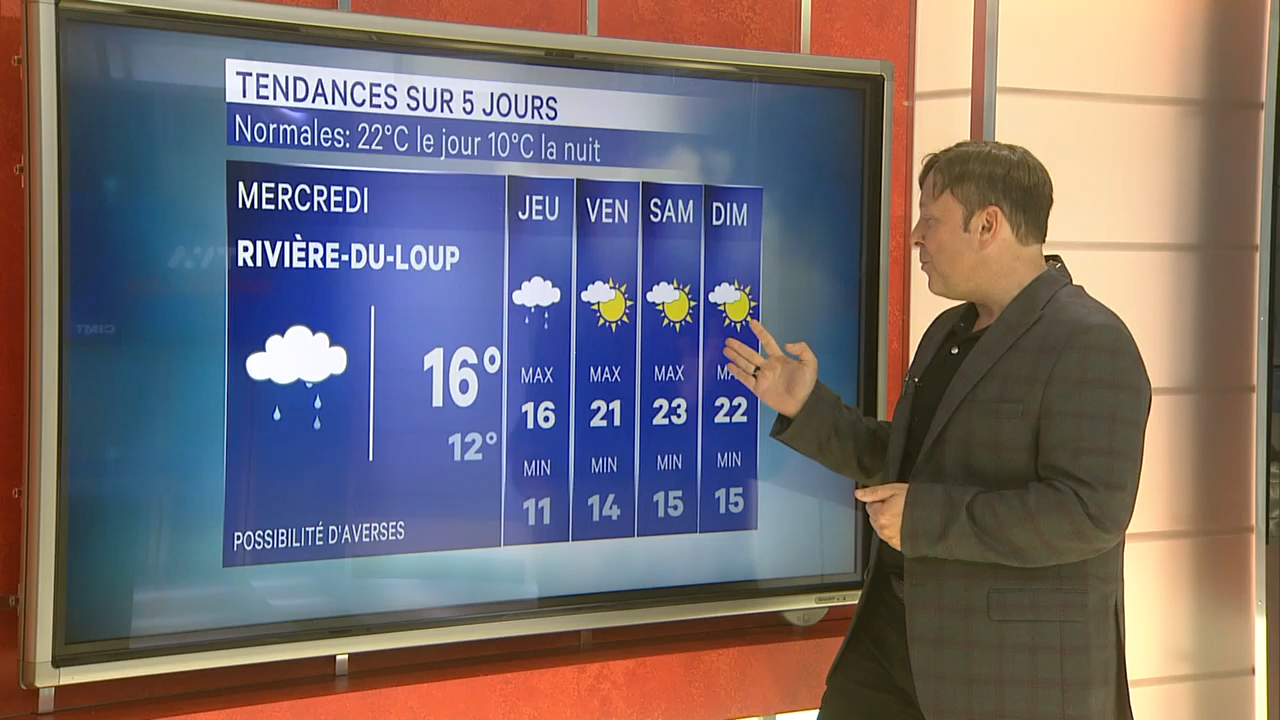 TENDANCES SUR 5 JOURS
Normales: 22°C le jour 10°C la nuit
MERCREDI
RIVIÈRE-DU-LOUP
16°
12°
POSSIBILITÉ D'AVERSES
JEU VEN SAM DIM
MAX MAX MAX MA
16 21 23 22
MIN MIN MIN MIN
11 14 15 15